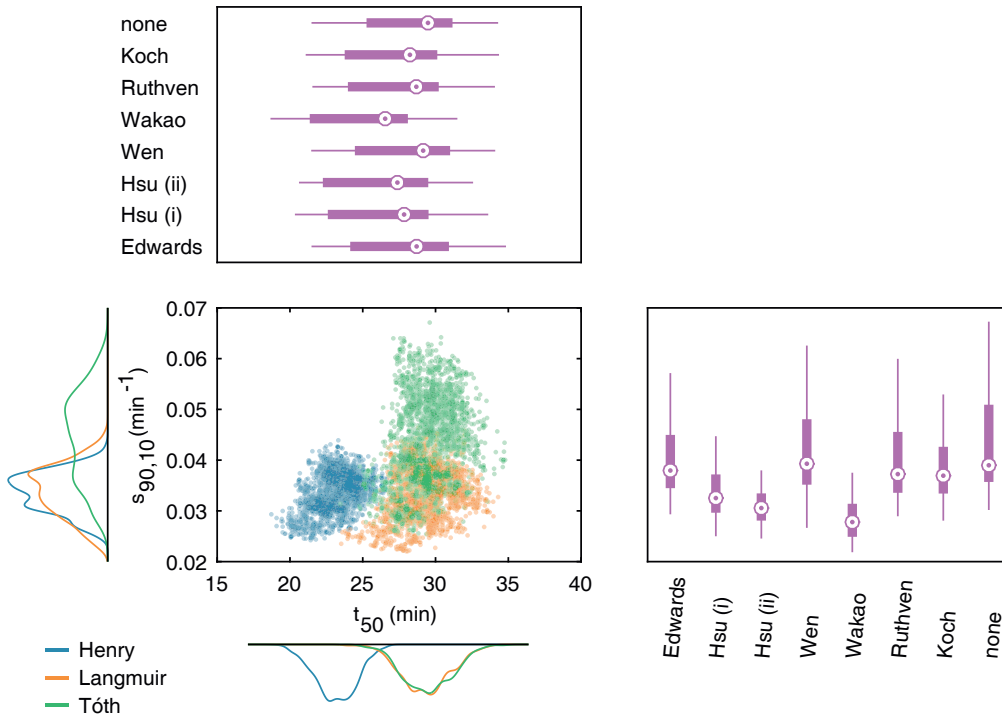 none
Koch
Ruthven
Wakao
Wen
Hsu (ii)
Hsu (i)
Edwards
0.07
0.06
0.05
0.04
0.03
0.02
s90,10 (min -1)
15 20 25 30 35 40
t50 (min)
Edwards
Hsu (i)
Hsu (ii)
Wen
Wakao
Ruthven
Koch
none
Henry
Langmuir
Tóth